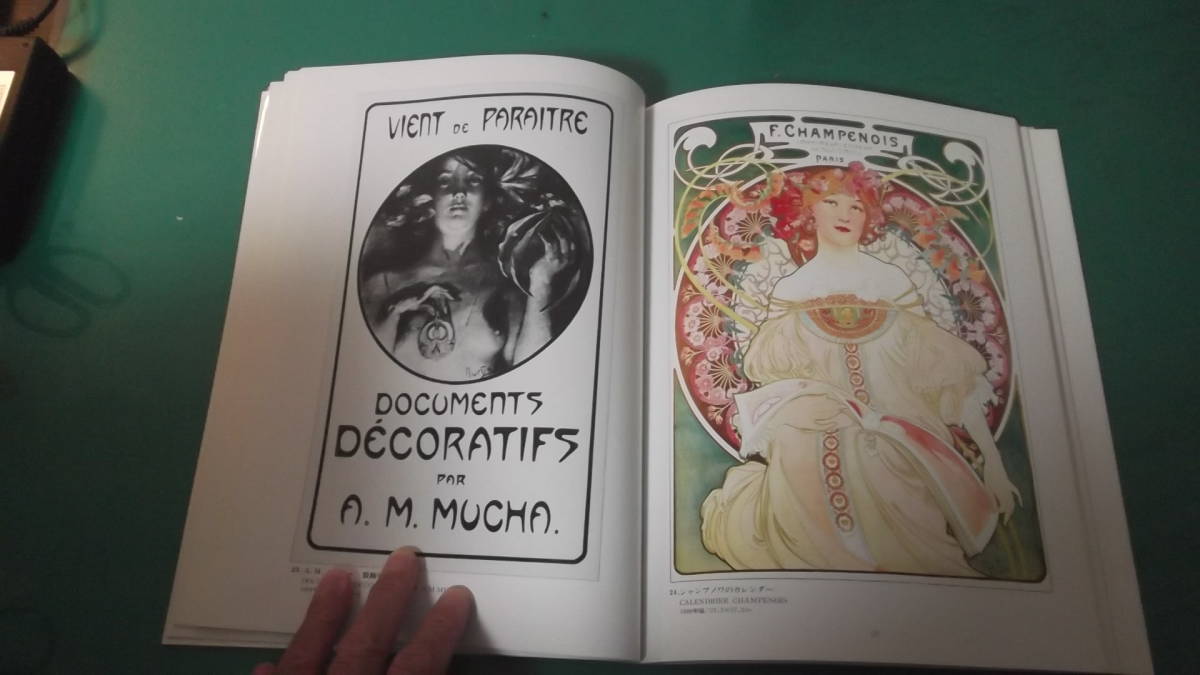 VIENT DE PARAITRE
DOCUMENTS
DÉCORATIFS
PAR
A. M. MUCHA.
F. CHAMPENOIS
PARIS
24. シャンプノワのカレンダー
CALENDRIER CHAMPENOIS